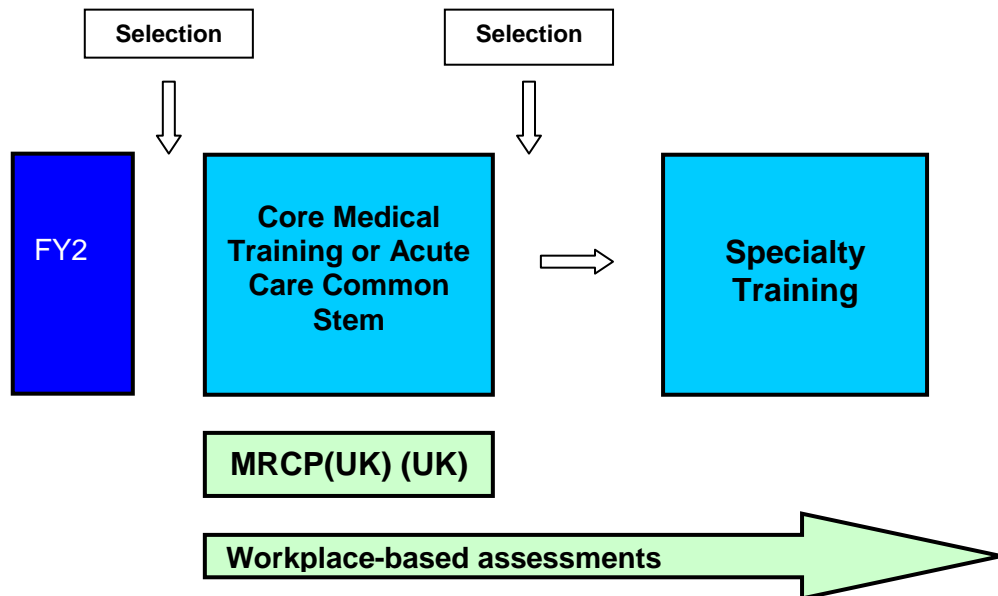 Selection
Selection
FY2
Core Medical
Training or Acute
Care Common
Stem
Specialty
Training
MRCP(UK) (UK)
Workplace-based assessments